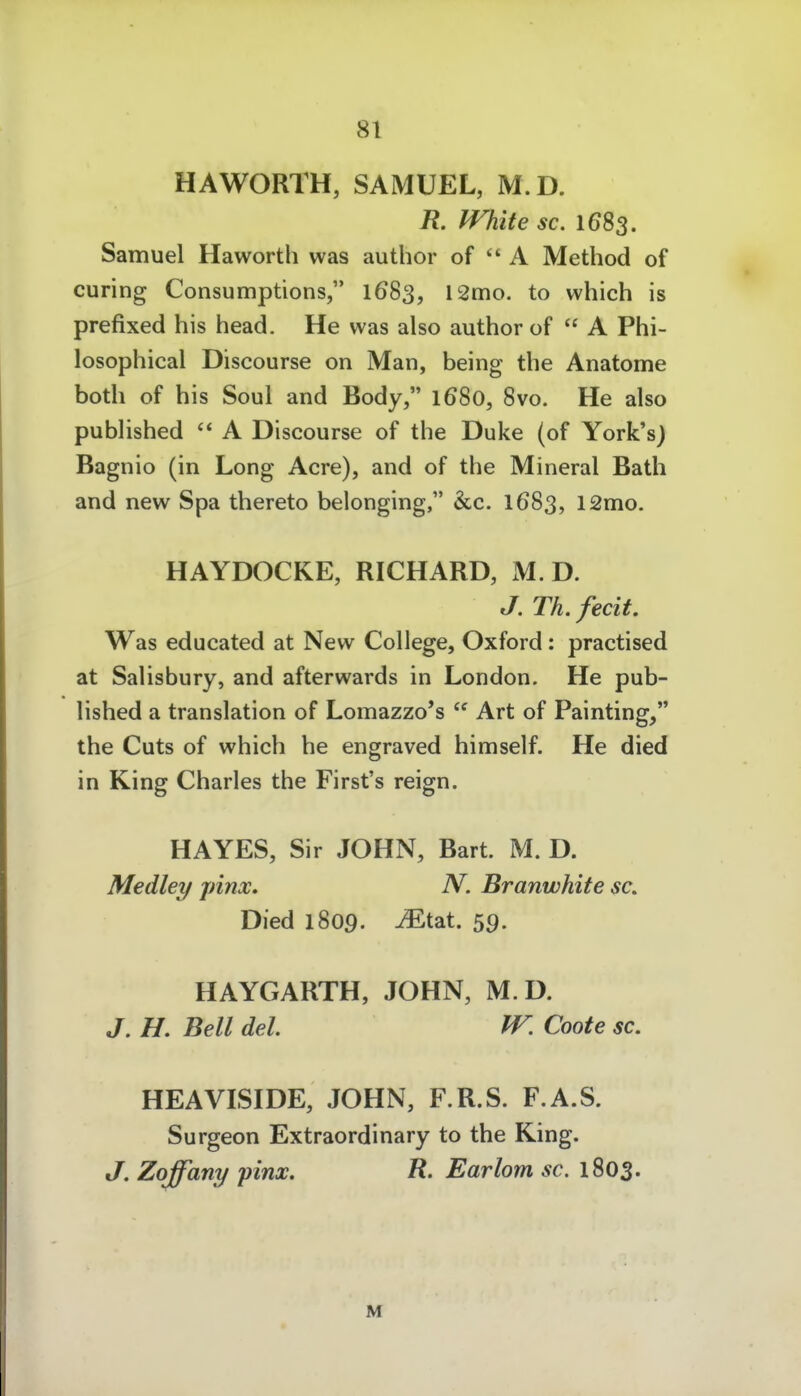 81
HAWORTH, SAMUEL, M.D.
R. White sc. 1683.
Samuel Haworth was author of “ A Method of
curing Consumptions,” 1683, 12mo. to which is
prefixed his head. He was also author of “ A Phi-
losophical Discourse on Man, being the Anatome
both of his Soul and Body,” 1680, 8vo. He also
published “ A Discourse of the Duke (of York’s)
Bagnio (in Long Acre), and of the Mineral Bath
and new Spa thereto belonging,” &c. 1683, 12mo.
HAYDOCKE, RICHARD, M. D.
J. Th. fecit.
Was educated at New College, Oxford : practised
at Salisbury, and afterwards in London. He pub-
lished a translation of Lomazzo’s “ Art of Painting,”
the Cuts of which he engraved himself. He died
in King Charles the First’s reign.
HAYES, Sir JOHN, Bart. M. D.
Medley pinx. N. Branwhite sc.
Died 1809. Ætat. 59.
HAYGARTH, JOHN, M. D.
J. H. Bell del. W. Coote sc.
HEAVISIDE, JOHN, F.R.S. F.A.S.
Surgeon Extraordinary to the King.
J. Zoffany pinx. R. Earlom sc. 1803.
M